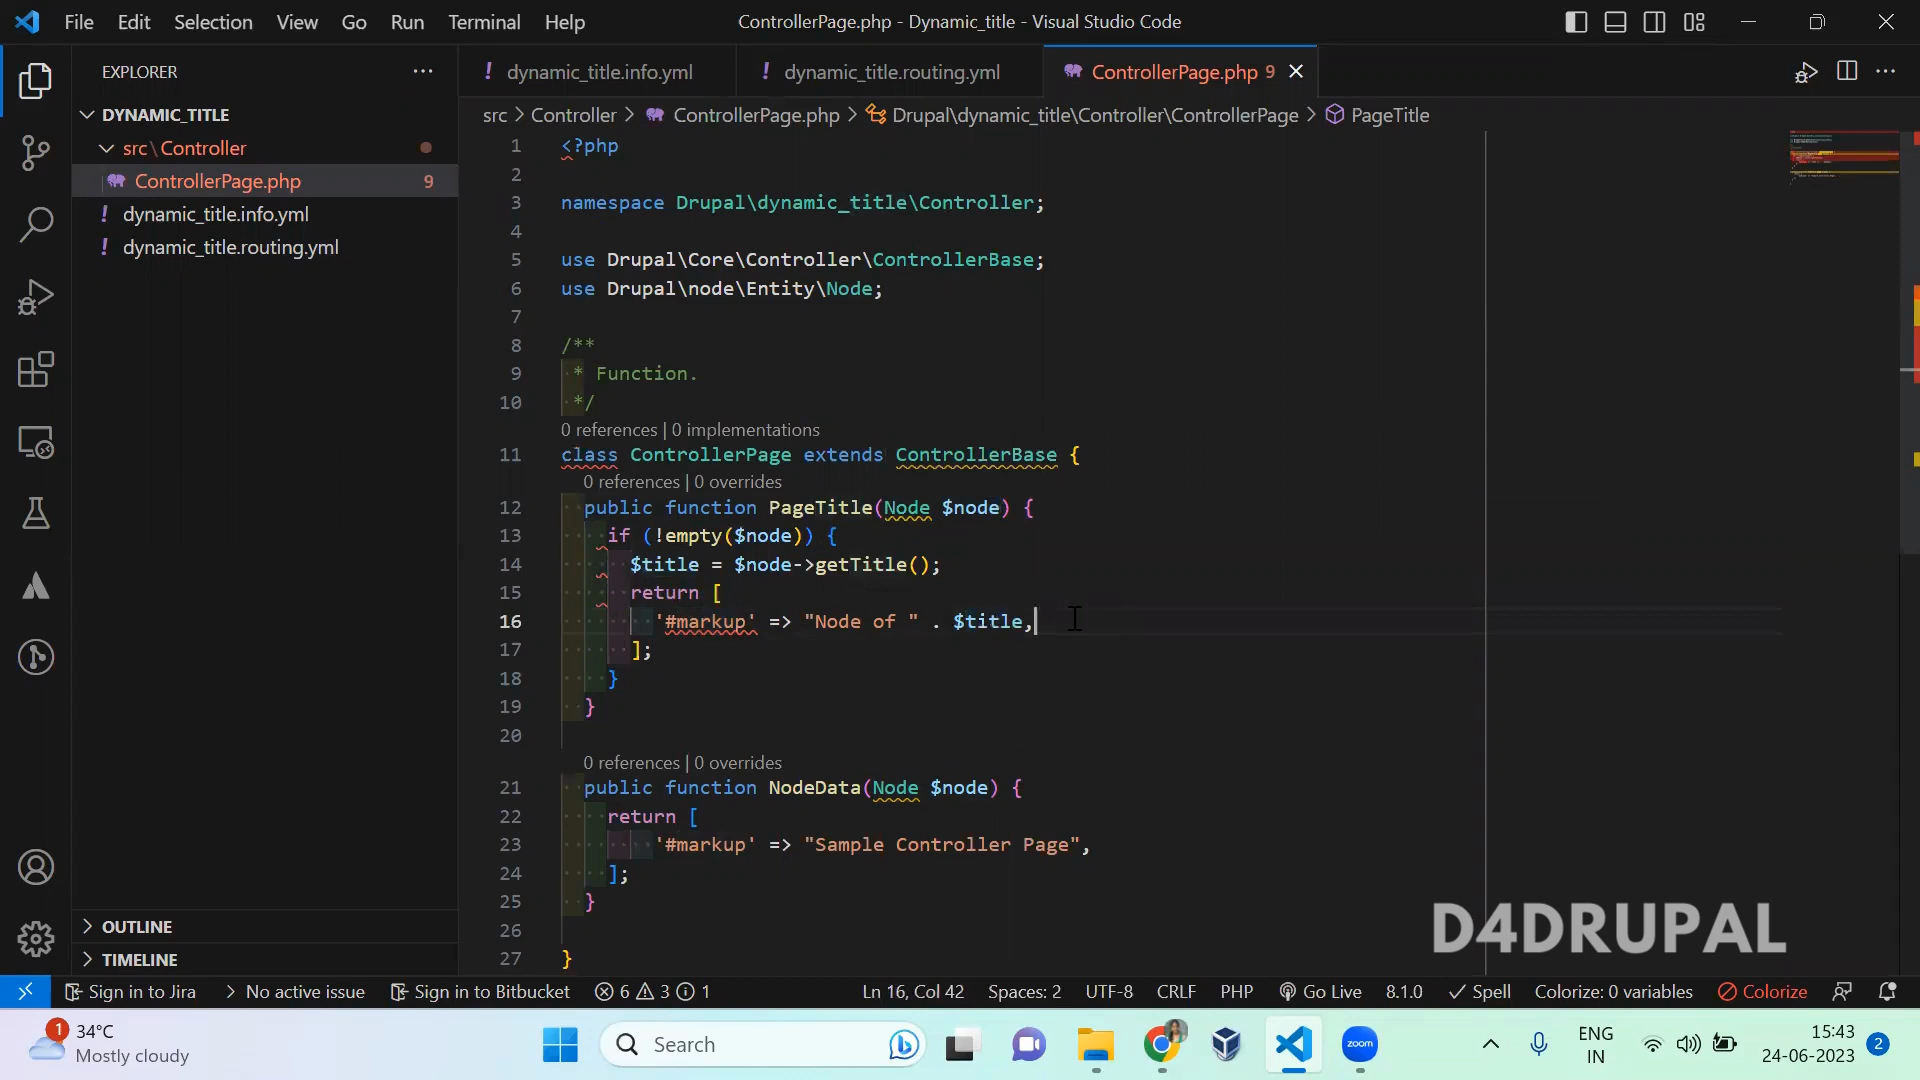 File Edit Selection View Go Run Terminal Help ControllerPage.php - Dynamic_title - Visual Studio Code
EXPLORER
DYNAMIC_TITLE
src\Controller
ControllerPage.php 9
dynamic_title.info.yml
dynamic_title.routing.yml
OUTLINE
TIMELINE
dynamic_title.info.yml dynamic_title.routing.yml ControllerPage.php 9
src > Controller > ControllerPage.php > Drupal\dynamic_title\Controller\ControllerPage > PageTitle
1 <?php
2
3 namespace Drupal\dynamic_title\Controller;
4
5 use Drupal\Core\Controller\ControllerBase;
6 use Drupal\node\Entity\Node;
7
8 /**
9 * Function.
10 */
0 references | 0 implementations
11 class ControllerPage extends ControllerBase {
0 references | 0 overrides
12 public function PageTitle(Node $node) {
13 if (!empty($node)) {
14 $title = $node->getTitle();
15 return [
16 '#markup' => "Node of " . $title,
17 ];
18 }
19 }
20
0 references | 0 overrides
21 public function NodeData(Node $node) {
22 return [
23 '#markup' => "Sample Controller Page",
24 ];
25 }
26
27 }
D4DRUPAL
Sign in to Jira No active issue Sign in to Bitbucket 6 3 1 Ln 16, Col 42 Spaces: 2 UTF-8 CRLF PHP Go Live 8.1.0 Spell Colorize: 0 variables Colorize
1 34°C
Mostly cloudy
Search
zoom
ENG
IN
15:43
24-06-2023 2